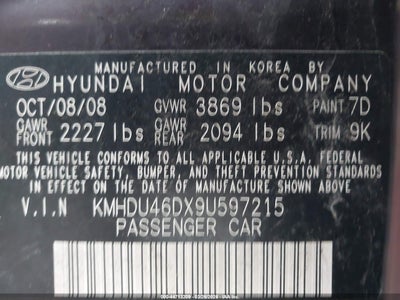 MANUFACTURED IN KOREA BY
HYUNDAI MOTOR COMPANY
OCT/08/08 GVWR 3869 lbs PAINT 7D
GAWR FRONT 2227 lbs GAWR REAR 2094 lbs TRIM 9K
THIS VEHICLE CONFORMS TO ALL APPLICABLE U.S.A. FEDERAL
MOTOR VEHICLE SAFETY, BUMPER, AND THEFT PREVENTION
STANDARDS IN EFFECT ON THE DATE OF MANUFACTURE SHOWN ABOVE.
V.I.N KMHDU46DX9U597215
PASSENGER CAR